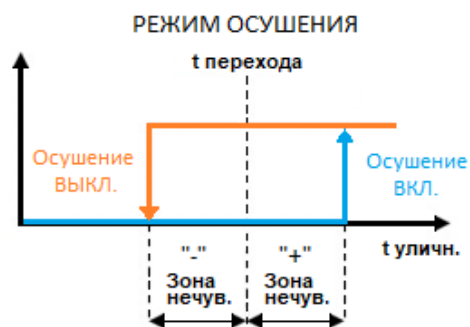 РЕЖИМ ОСУШЕНИЯ
t перехода
Осушение
ВЫКЛ.
Осушение
ВКЛ.
t уличн.
"-"
Зона
нечув.
"+"
Зона
нечув.